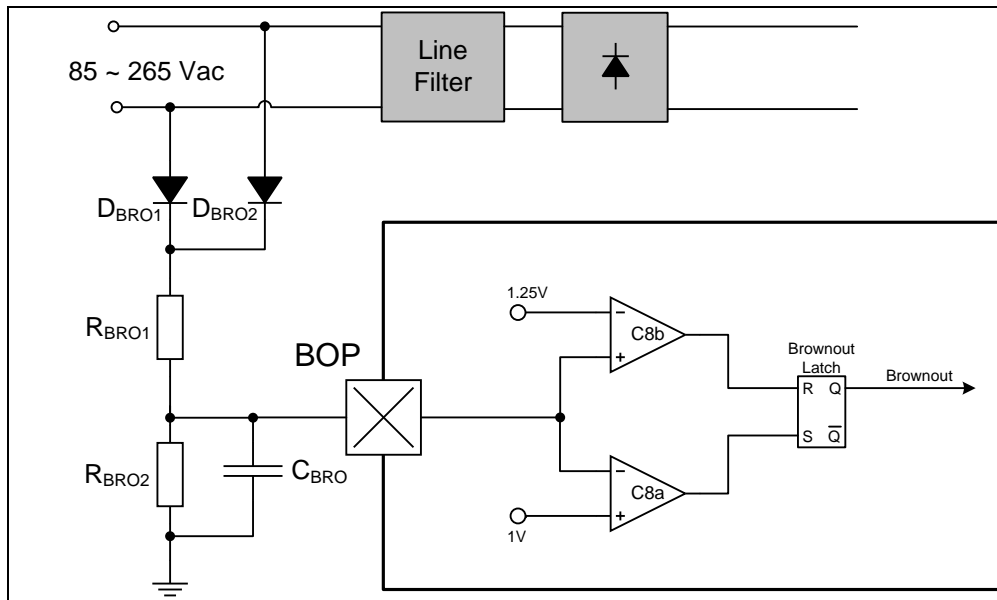 85 ~ 265 Vac
Line
Filter
DBRO1
DBRO2
RBRO1
BOP
1.25V
−
C8b
+
Brownout
Latch
R Q
Brownout
S Q̅
RBRO2
CBRO
−
C8a
+
1V